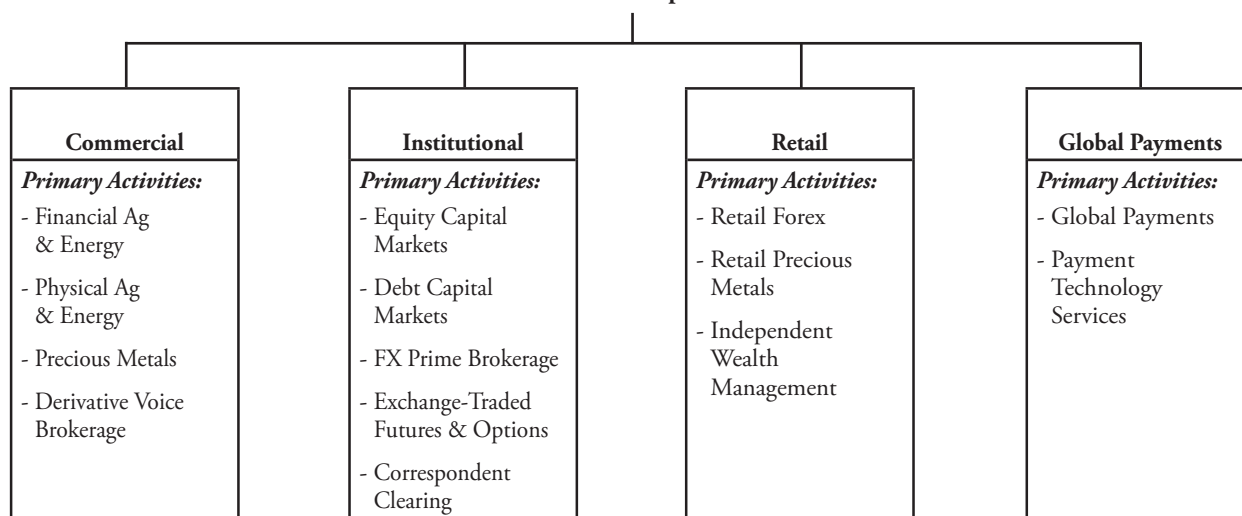 Commercial
Primary Activities:
- Financial Ag
& Energy
- Physical Ag
& Energy
- Precious Metals
- Derivative Voice
Brokerage
Institutional
Primary Activities:
- Equity Capital
Markets
- Debt Capital
Markets
- FX Prime Brokerage
- Exchange-Traded
Futures & Options
- Correspondent
Clearing
Retail
Primary Activities:
- Retail Forex
- Retail Precious
Metals
- Independent
Wealth
Management
Global Payments
Primary Activities:
- Global Payments
- Payment
Technology
Services